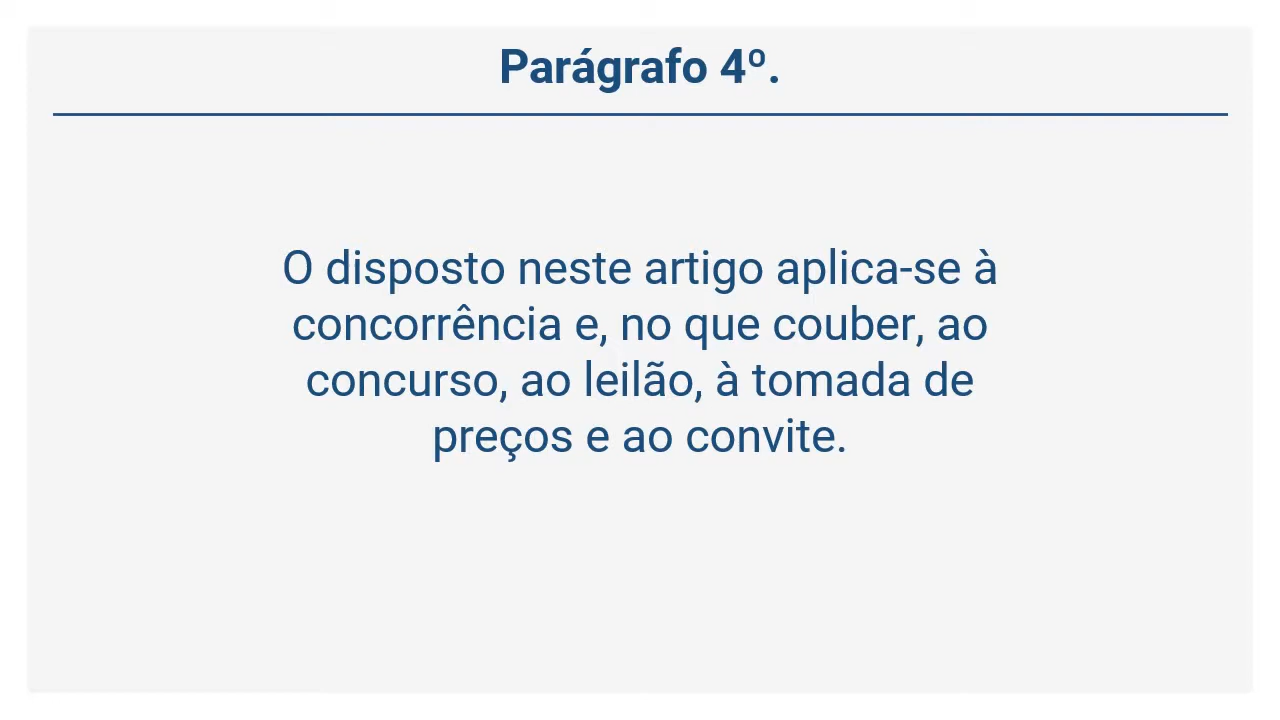 Parágrafo 4º.
O disposto neste artigo aplica-se à
concorrência e, no que couber, ao
concurso, ao leilão, à tomada de
preços e ao convite.